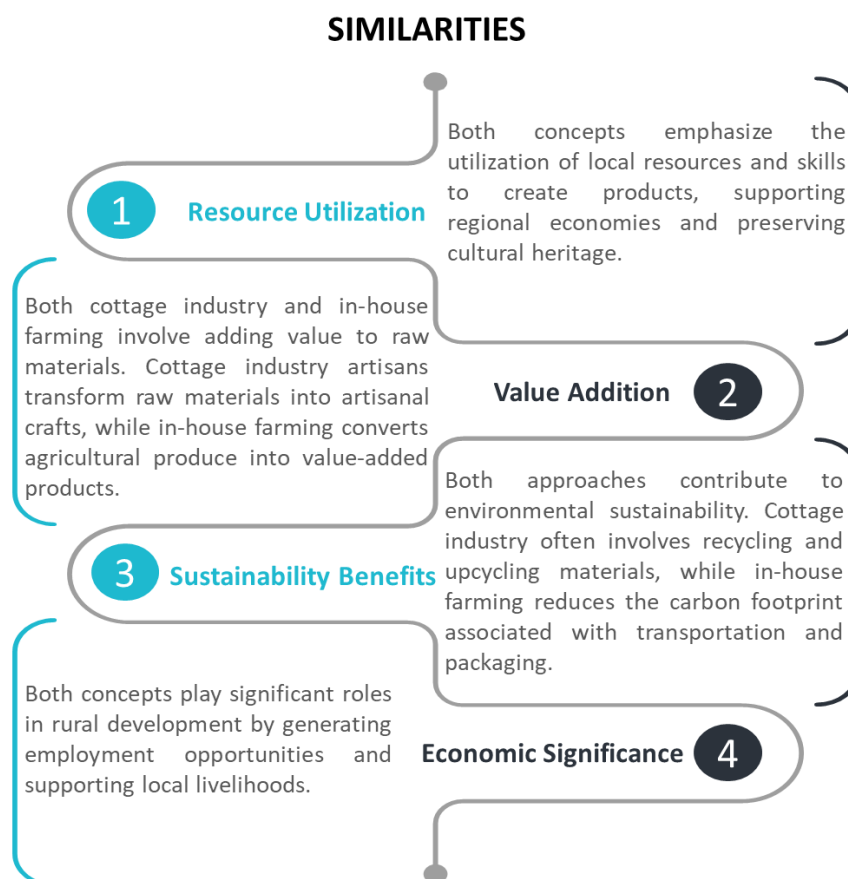 SIMILARITIES
1
Resource Utilization
Both concepts emphasize the
utilization of local resources and skills
to create products, supporting
regional economies and preserving
cultural heritage.
Value Addition
2
Both cottage industry and in-house
farming involve adding value to raw
materials. Cottage industry artisans
transform raw materials into artisanal
crafts, while in-house farming converts
agricultural produce into value-added
products.
3
Sustainability Benefits
Both approaches contribute to
environmental sustainability. Cottage
industry often involves recycling and
upcycling materials, while in-house
farming reduces the carbon footprint
associated with transportation and
packaging.
Economic Significance
4
Both concepts play significant roles
in rural development by generating
employment opportunities and
supporting local livelihoods.